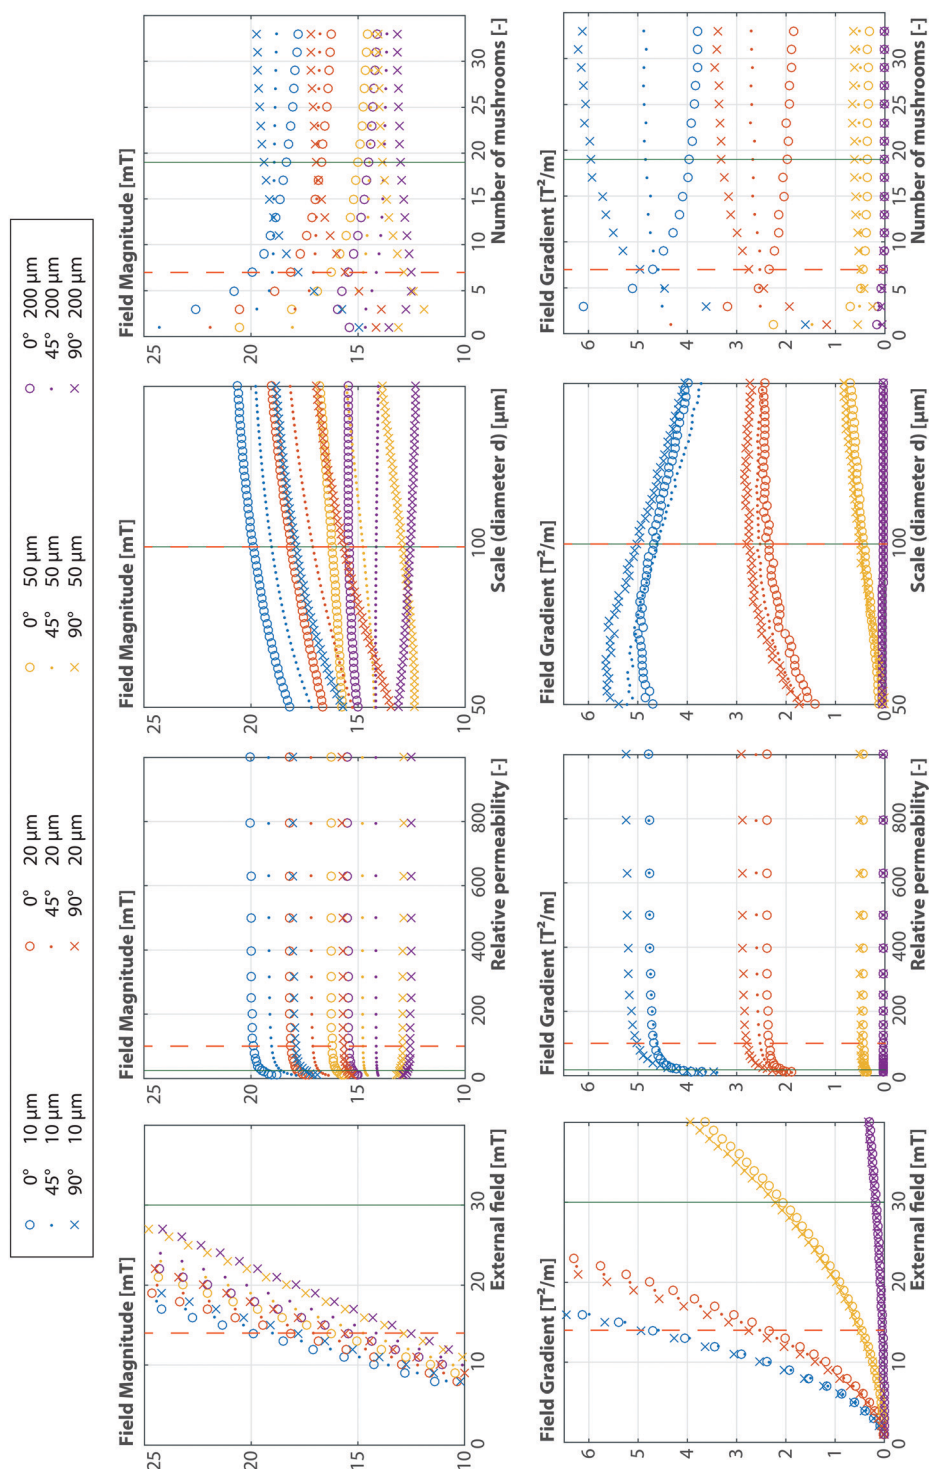 0° 10 µm 0° 20 µm 0° 50 µm 0° 200 µm
45° 10 µm 45° 20 µm 45° 50 µm 45° 200 µm
90° 10 µm 90° 20 µm 90° 50 µm 90° 200 µm
Field Magnitude [mT]
25
20
15
10
0 10 20 30
External field [mT]
Field Magnitude [mT]
25
20
15
10
0 200 400 600 800
Relative permeability [-]
Field Magnitude [mT]
25
20
15
10
50 100
Scale (diameter d) [µm]
Field Magnitude [mT]
25
20
15
10
0 5 10 15 20 25 30
Number of mushrooms [-]
Field Gradient [T²/m]
6
5
4
3
2
1
0
0 10 20 30
External field [mT]
Field Gradient [T²/m]
6
5
4
3
2
1
0
0 200 400 600 800
Relative permeability [-]
Field Gradient [T²/m]
6
5
4
3
2
1
0
50 100
Scale (diameter d) [µm]
Field Gradient [T²/m]
6
5
4
3
2
1
0
0 5 10 15 20 25 30
Number of mushrooms [-]